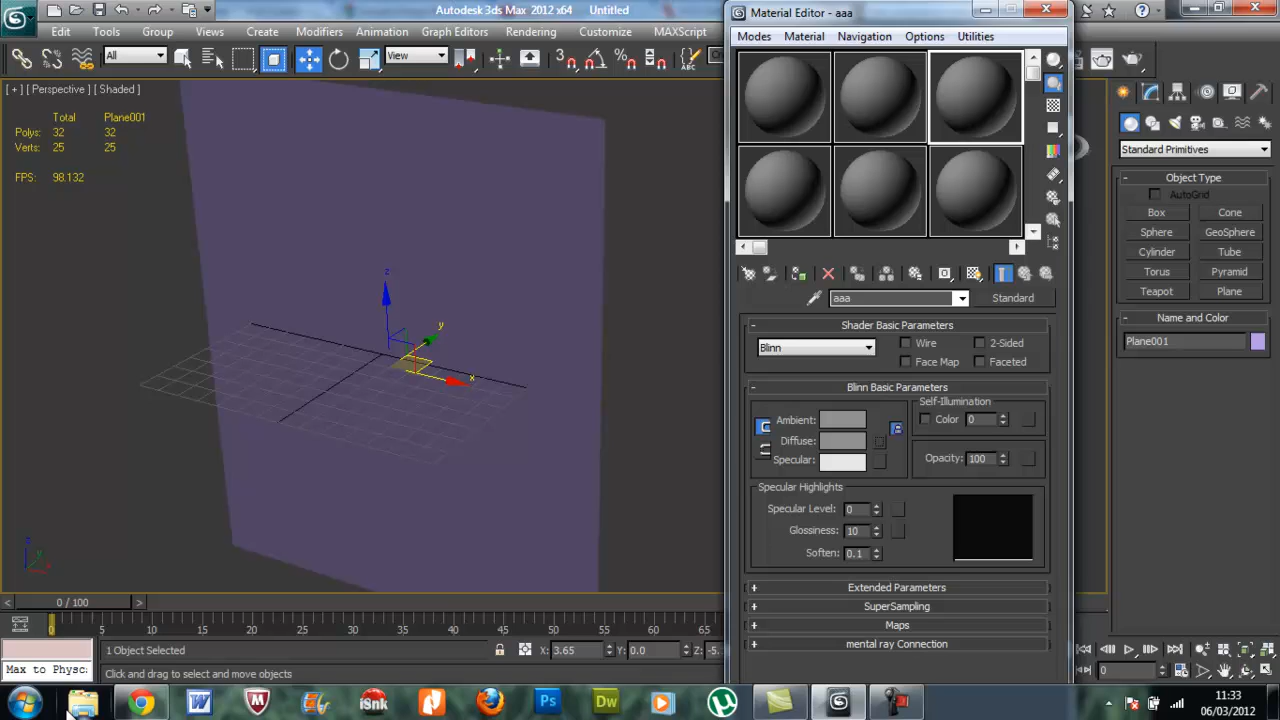 Autodesk 3ds Max 2012 x64 Untitled
Material Editor - aaa
Edit Tools Group Views Create Modifiers Animation Graph Editors Rendering Customize MAXScript
Modes Material Navigation Options Utilities
All
View
3
[ + ] [ Perspective ] [ Shaded ]
Total Plane001
Polys: 32 32
Verts: 25 25
FPS: 98.132
z
y
x
Standard Primitives
- Object Type
AutoGrid
Box Cone
Sphere GeoSphere
Cylinder Tube
Torus Pyramid
Teapot Plane
- Name and Color
Plane001
aaa Standard
- Shader Basic Parameters
Blinn Wire 2-Sided
Face Map Faceted
- Blinn Basic Parameters
Self-Illumination
Ambient: Color 0
Diffuse:
Specular: Opacity: 100
Specular Highlights
Specular Level: 0
Glossiness: 10
Soften: 0.1
+ Extended Parameters
+ SuperSampling
+ Maps
+ mental ray Connection
z
y
x
< 0 / 100 >
0 5 10 15 20 25 30 35 40 45 50 55 60 65
1 Object Selected X: 3.65 Y: 0.0 Z: -5.
Max to Physc Click and drag to select and move objects
0
W M iSnk P Ps Dw
11:33
06/03/2012